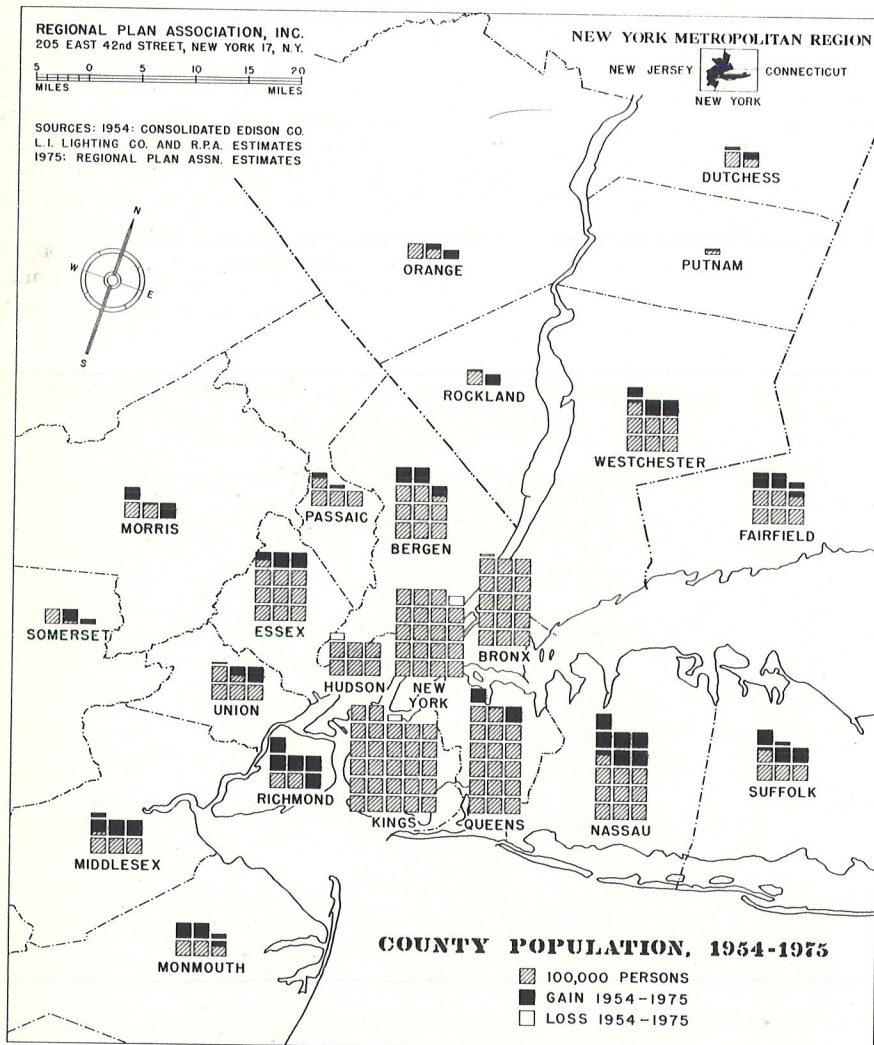 REGIONAL PLAN ASSOCIATION, INC.
205 EAST 42nd STREET, NEW YORK 17, N.Y.
5 0 5 10 15 20
MILES MILES
SOURCES: 1954: CONSOLIDATED EDISON CO.
L.I. LIGHTING CO. AND R.P.A. ESTIMATES
1975: REGIONAL PLAN ASSN. ESTIMATES
NEW YORK METROPOLITAN REGION
NEW JERSEY CONNECTICUT
NEW YORK
N
W
E
S
DUTCHESS
ORANGE
PUTNAM
ROCKLAND
WESTCHESTER
MORRIS
PASSAIC
BERGEN
FAIRFIELD
SOMERSET
ESSEX
HUDSON
NEW
YORK
BRONX
UNION
RICHMOND
KINGS
QUEENS
NASSAU
SUFFOLK
MIDDLESEX
MONMOUTH
COUNTY POPULATION, 1954-1975
100,000 PERSONS
GAIN 1954-1975
LOSS 1954-1975